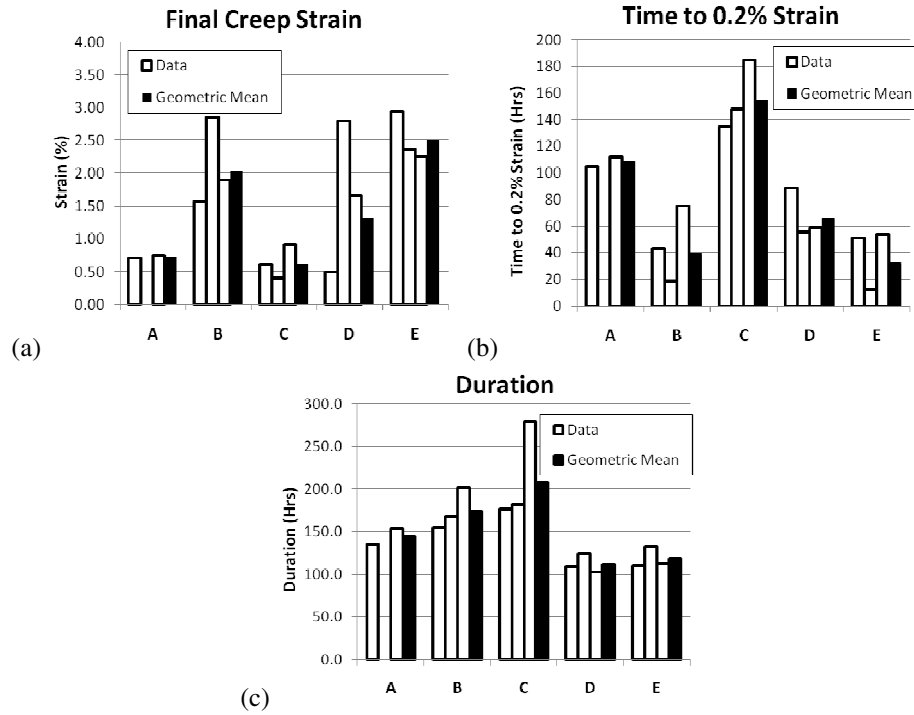 Final Creep Strain
4.00
3.50
3.00
2.50
2.00
1.50
1.00
0.50
0.00
Strain (%)
Data
Geometric Mean
A B C D E
(a)
Time to 0.2% Strain
200
180
160
140
120
100
80
60
40
20
0
Time to 0.2% Strain (Hrs)
Data
Geometric Mean
A B C D E
(b)
Duration
300.0
250.0
200.0
150.0
100.0
50.0
0.0
Duration (Hrs)
Data
Geometric Mean
A B C D E
(c)